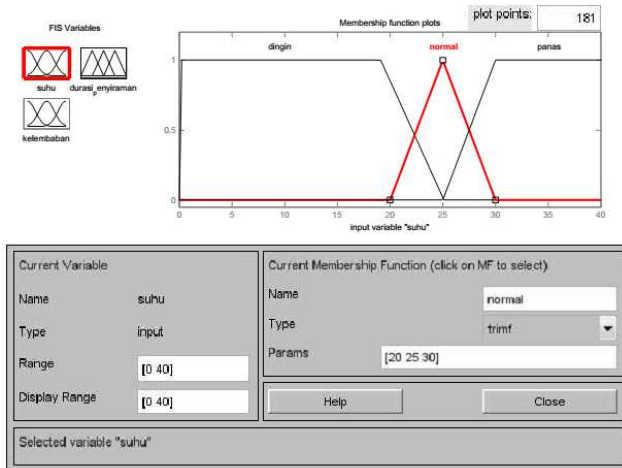 FIS Variables
Membership function plots
plot points:
181
suhu
durasi_penyiraman
kelembaban
dingin
normal
panas
1
0.5
0
0 5 10 15 20 25 30 35 40
input variable "suhu"
Current Variable
Name suhu
Type input
Range [0 40]
Display Range [0 40]
Current Membership Function (click on MF to select)
Name normal
Type trimf
Params [20 25 30]
Help Close
Selected variable "suhu"